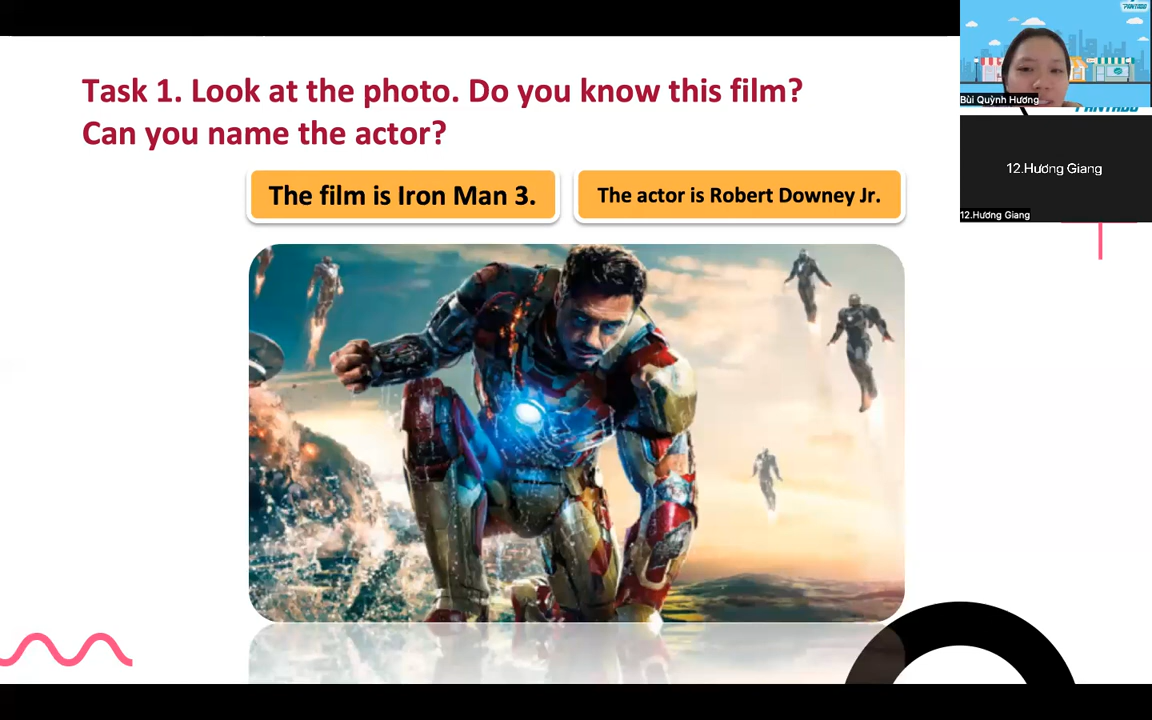 Task 1. Look at the photo. Do you know this film?
Can you name the actor?
The film is Iron Man 3.
The actor is Robert Downey Jr.
PANTADO
Bùi Quỳnh Hương
12.Hương Giang
12.Hương Giang